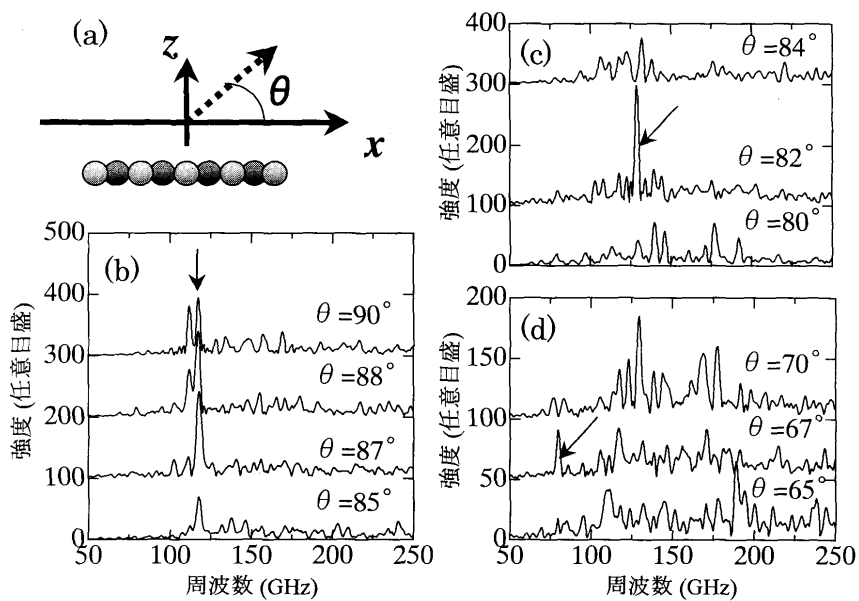 (a)
z
θ
x
(b)
500
400
300
200
100
0
強度 (任意目盛)
θ=90°
θ=88°
θ=87°
θ=85°
50 100 150 200 250
周波数 (GHz)
(c)
400
300
200
100
0
強度 (任意目盛)
θ=84°
θ=82°
θ=80°
(d)
200
150
100
50
0
強度 (任意目盛)
θ=70°
θ=67°
θ=65°
50 100 150 200 250
周波数 (GHz)